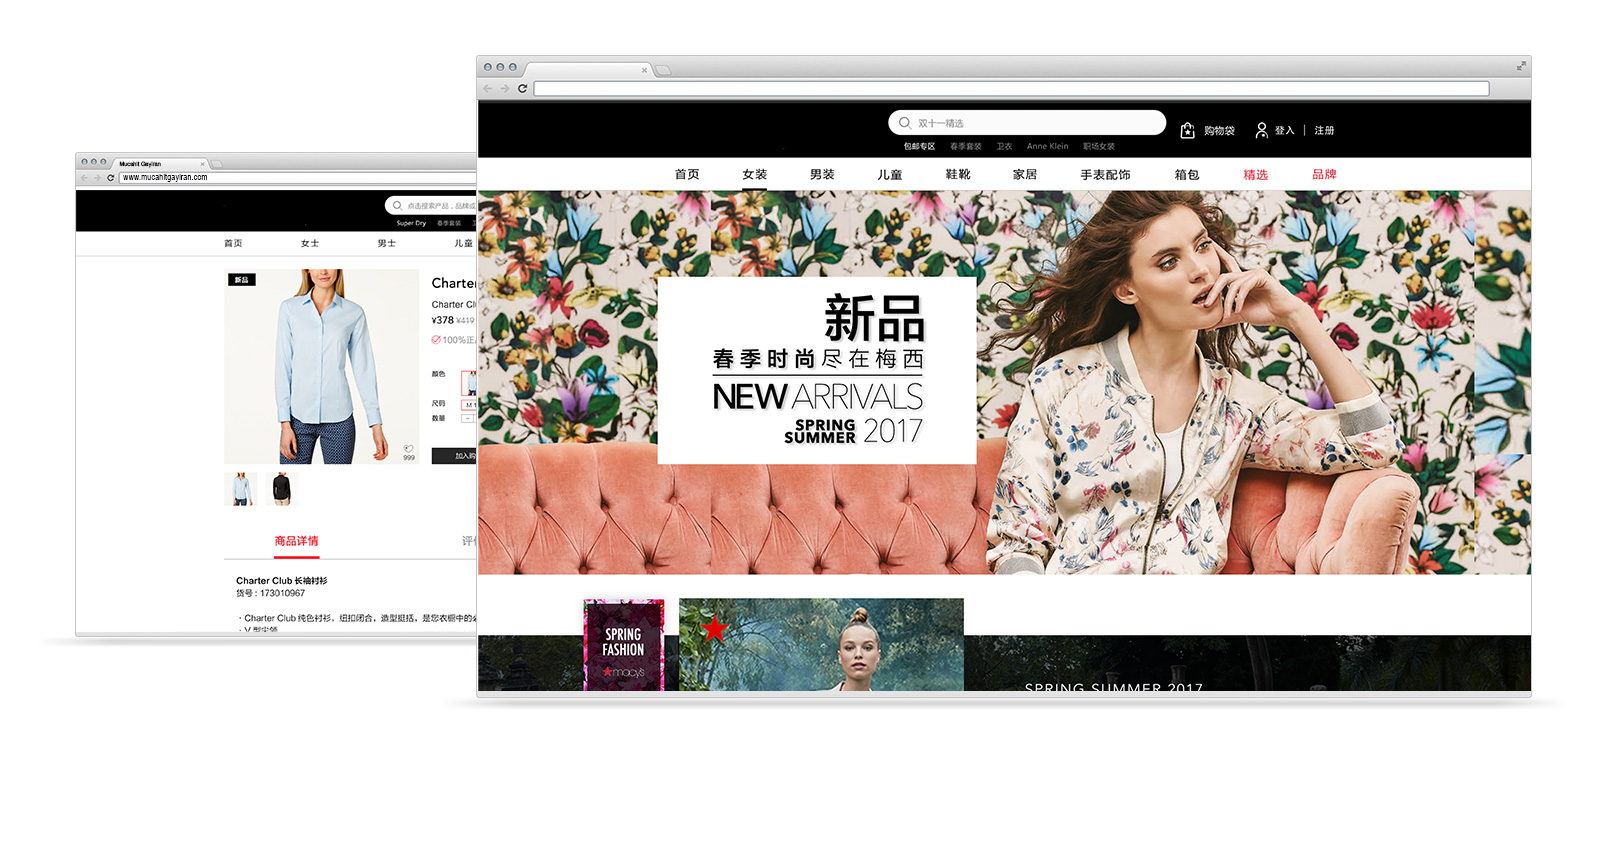 Mucahit Gayiran
www.mucahitgayiran.com
点击搜索产品，品牌或
Super Dry 春季套装
首页 女士 男士 儿童
新品
Charter
Charter Cl
¥378 ¥419
100%正
颜色
尺码 M
数量
999
加入购
商品详情 评
Charter Club 长袖衬衫
货号 : 173010967
· Charter Club 纯色衬衫，纽扣闭合，造型挺括，是您衣橱中的必
· V 型尖领
双十一精选
购物袋 登入 | 注册
包邮专区 春季套装 卫衣 Anne Klein 职场女装
首页 女装 男装 儿童 鞋靴 家居 手表配饰 箱包 精选 品牌
新品
春季时尚尽在梅西
NEW ARRIVALS
SPRING
SUMMER 2017
SPRING
FASHION
macys
SPRING SUMMER 2017